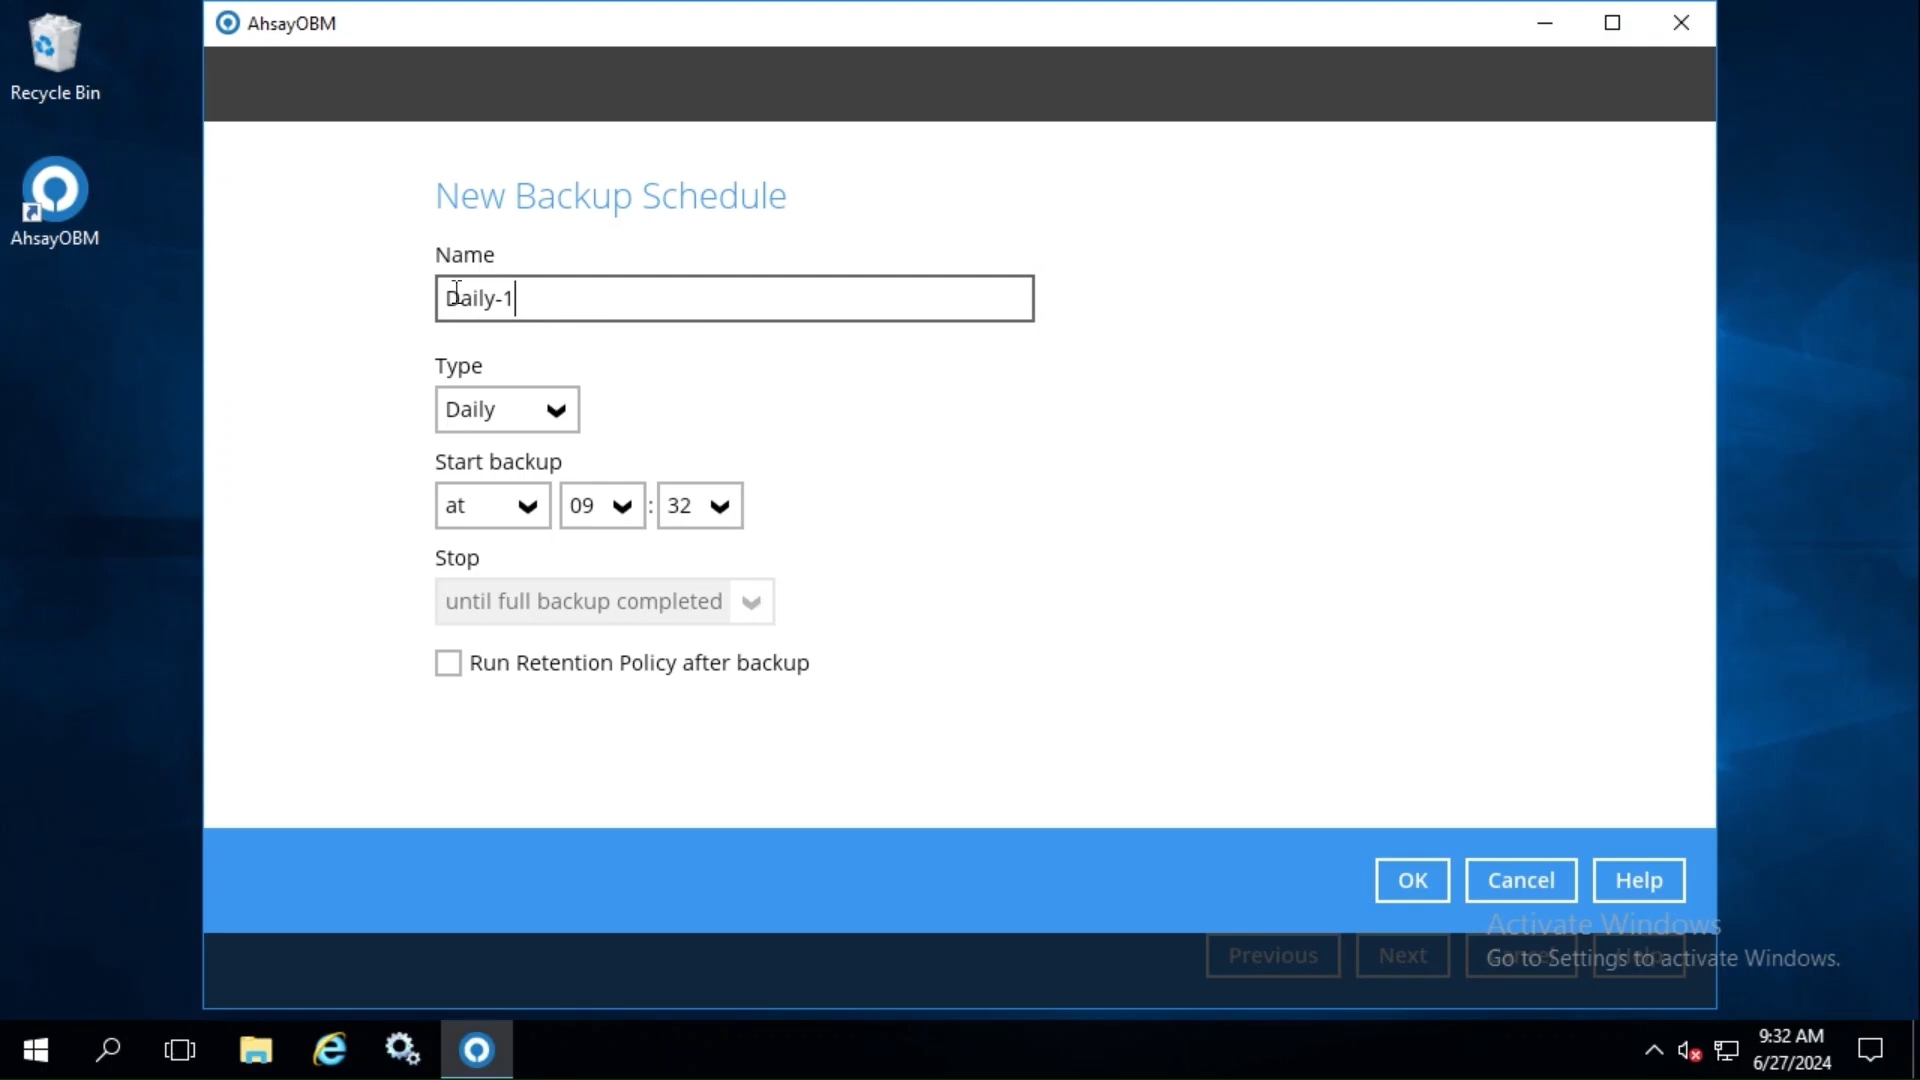 AhsayOBM
Recycle Bin
AhsayOBM
New Backup Schedule
Name
Daily-1
Type
Daily
Start backup
at 09 : 32
Stop
until full backup completed
Run Retention Policy after backup
OK Cancel Help
Activate Windows
Previous Next Cancel Help
Go to Settings to activate Windows.
9:32 AM
6/27/2024